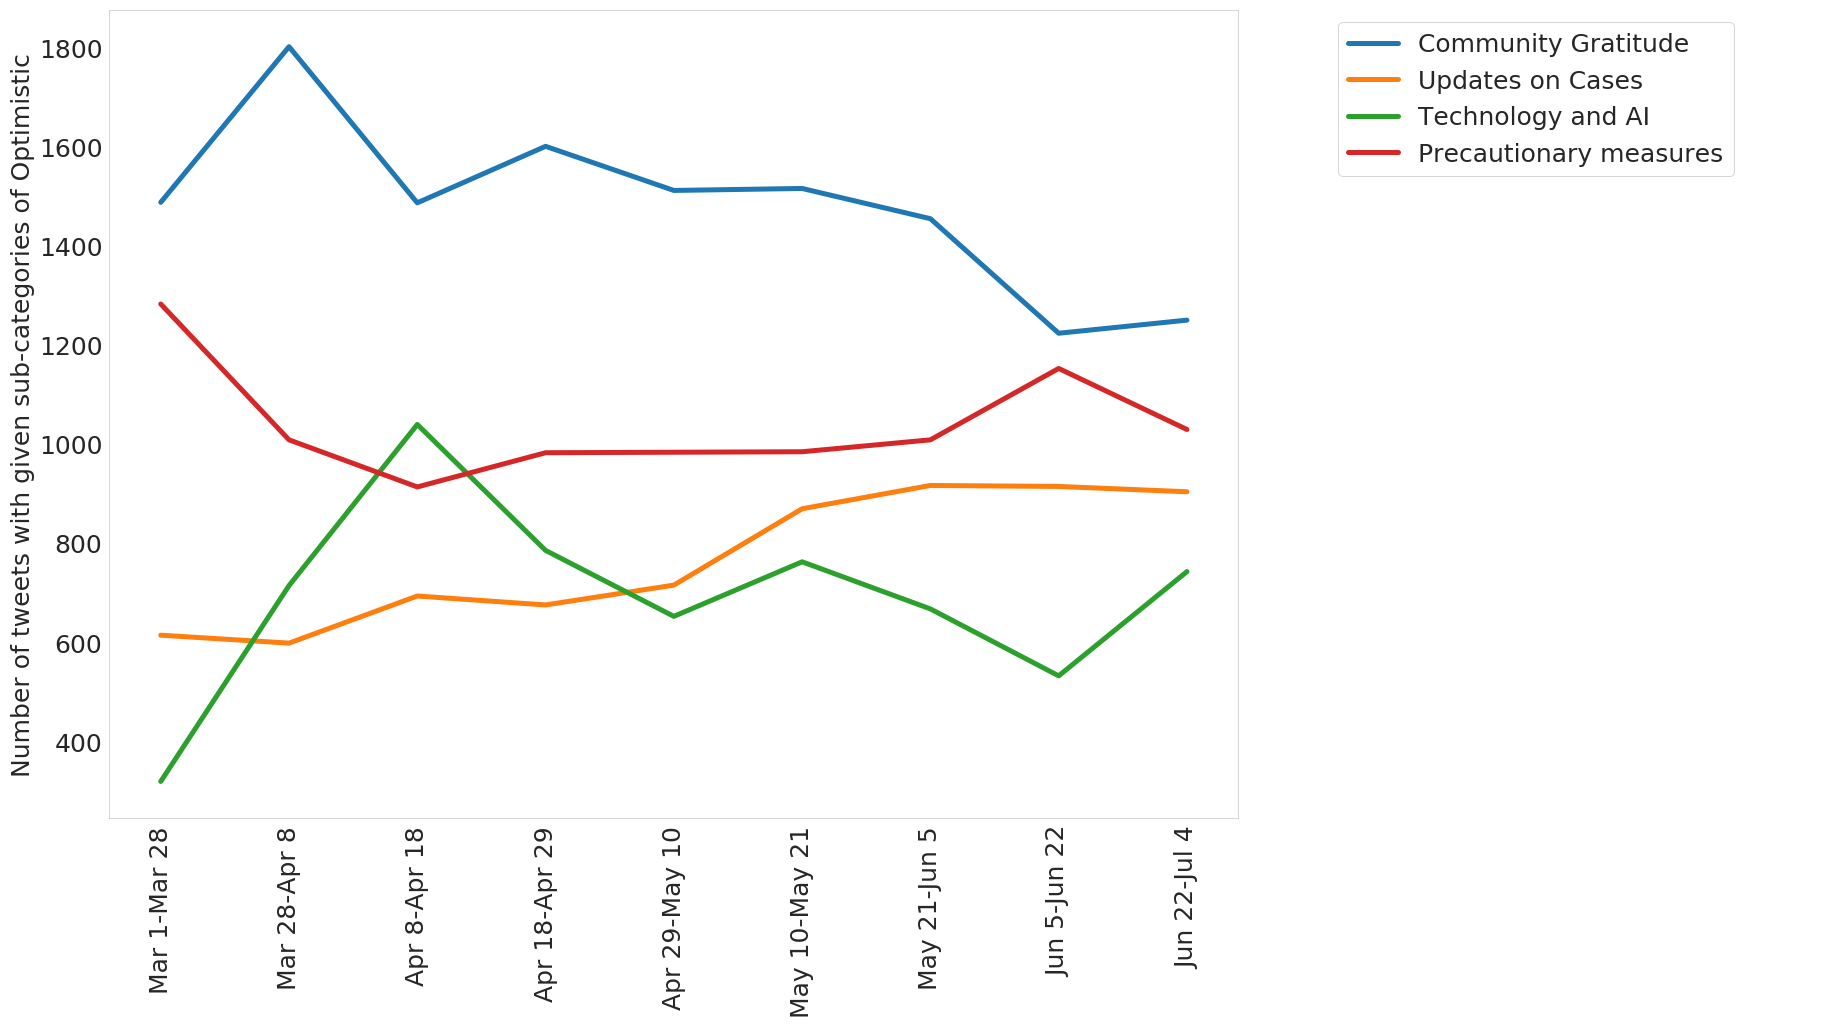 Number of tweets with given sub-categories of Optimistic
1800
1600
1400
1200
1000
800
600
400
Mar 1-Mar 28
Mar 28-Apr 8
Apr 8-Apr 18
Apr 18-Apr 29
Apr 29-May 10
May 10-May 21
May 21-Jun 5
Jun 5-Jun 22
Jun 22-Jul 4
Community Gratitude
Updates on Cases
Technology and AI
Precautionary measures